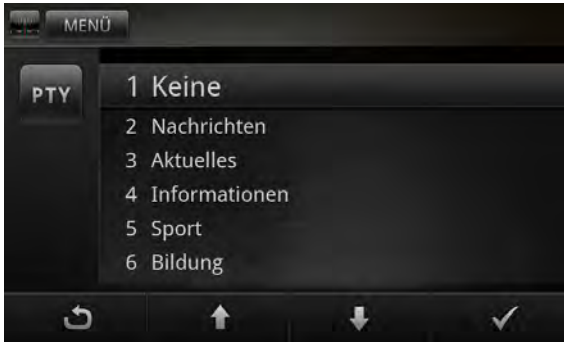 MENÜ
PTY
1 Keine
2 Nachrichten
3 Aktuelles
4 Informationen
5 Sport
6 Bildung